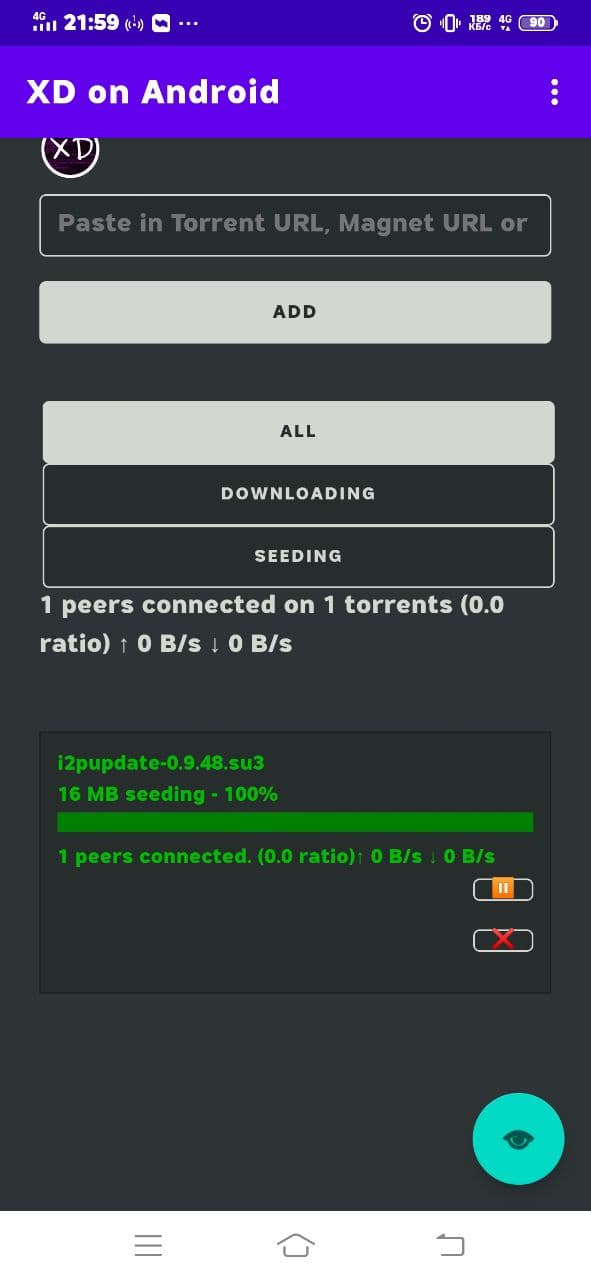 4G 21:59 ... 189 КБ/с 4G 90
XD on Android
XD
Paste in Torrent URL, Magnet URL or
ADD
ALL
DOWNLOADING
SEEDING
1 peers connected on 1 torrents (0.0
ratio) ↑ 0 B/s ↓ 0 B/s
i2pupdate-0.9.48.su3
16 MB seeding - 100%
1 peers connected. (0.0 ratio)↑ 0 B/s ↓ 0 B/s